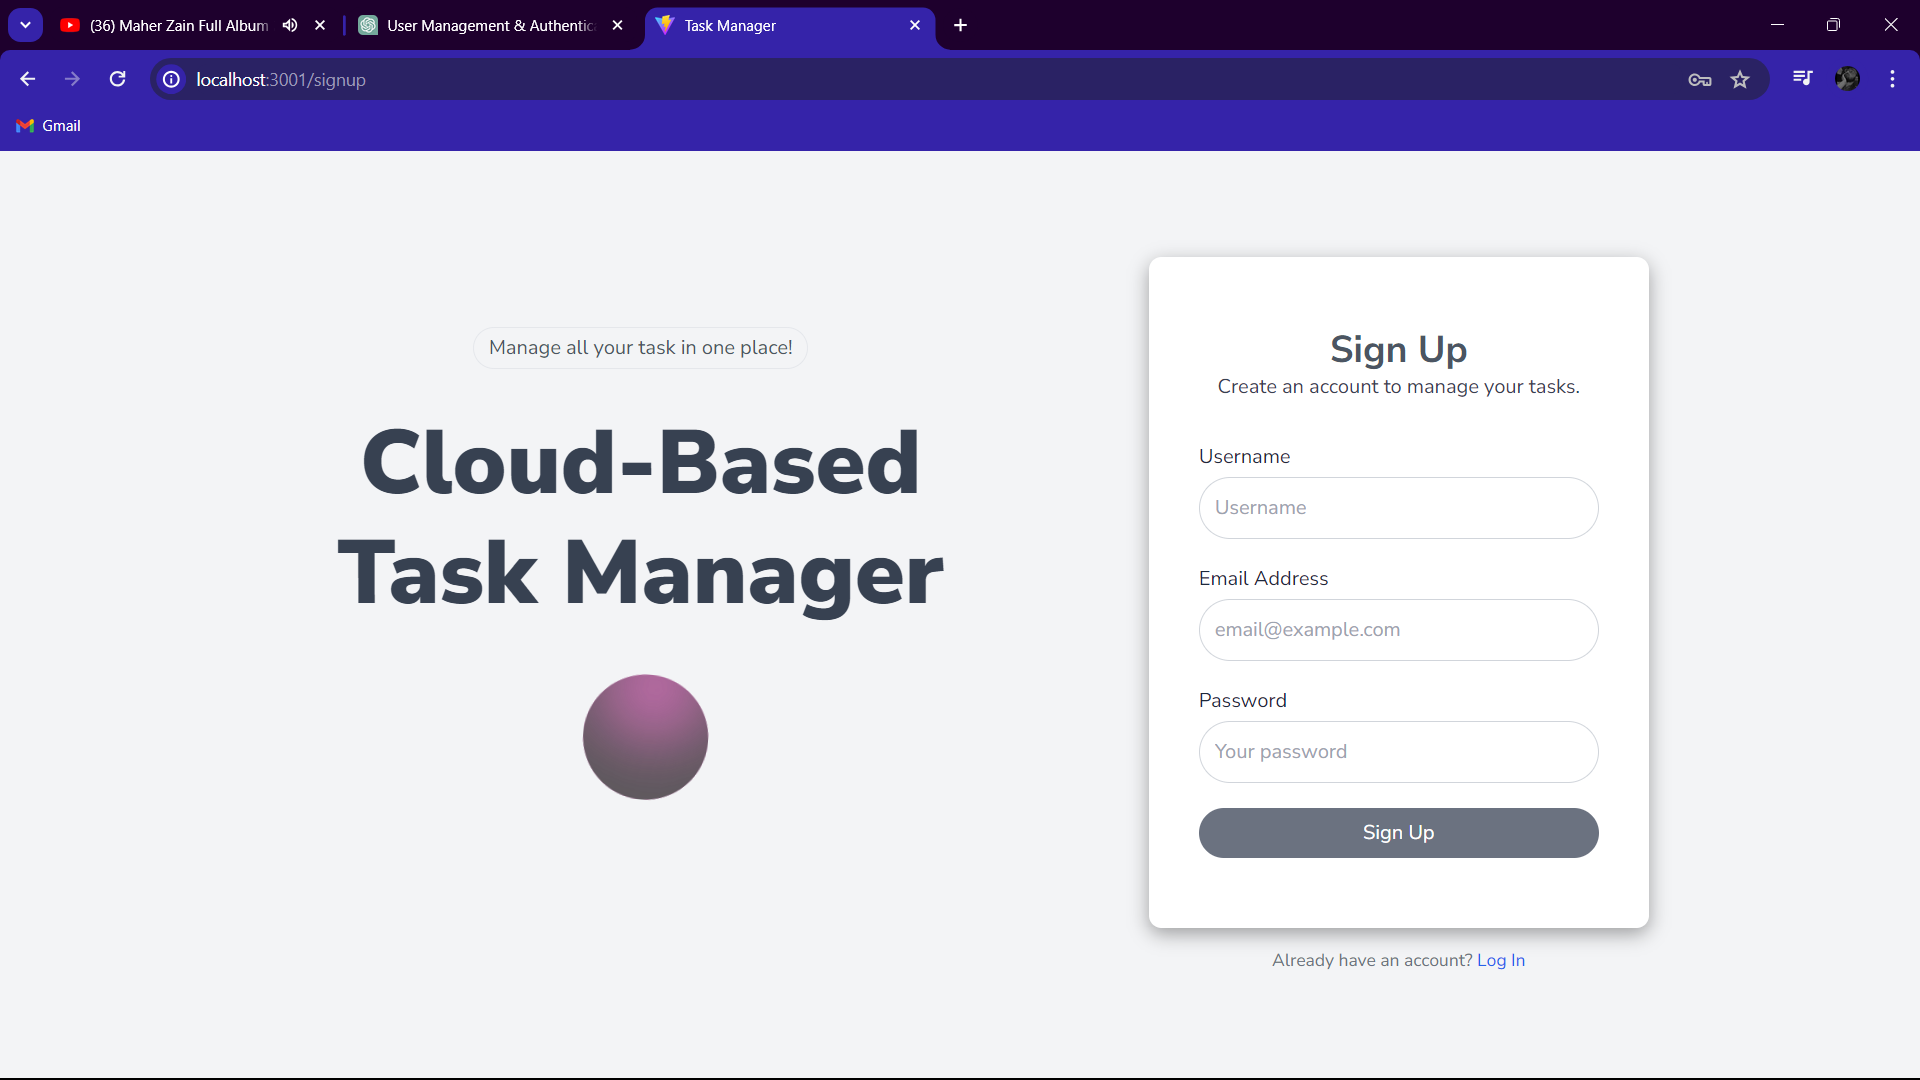 (36) Maher Zain Full Album
User Management & Authentic
Task Manager
localhost:3001/signup
Gmail
Manage all your task in one place!
Cloud-Based
Task Manager
Sign Up
Create an account to manage your tasks.
Username
Username
Email Address
email@example.com
Password
Your password
Sign Up
Already have an account? Log In